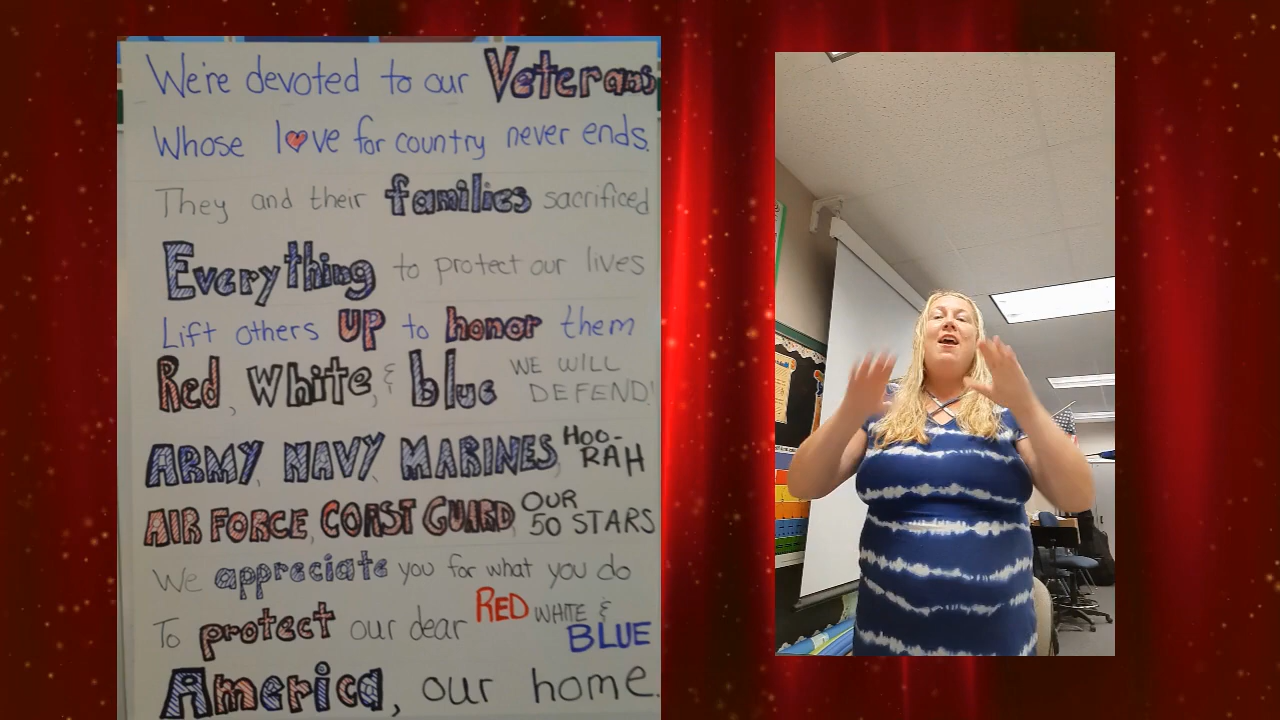 We're devoted to our Veterans
Whose love for country never ends.
They and their families sacrificed
Everything to protect our lives
Lift others UP to honor them
Red, White, & blue WE WILL DEFEND!
ARMY, NAVY, MARINES, HOO-RAH
AIR FORCE, COAST GUARD, OUR 50 STARS
We appreciate you for what you do
To protect our dear RED WHITE & BLUE
America, our home.